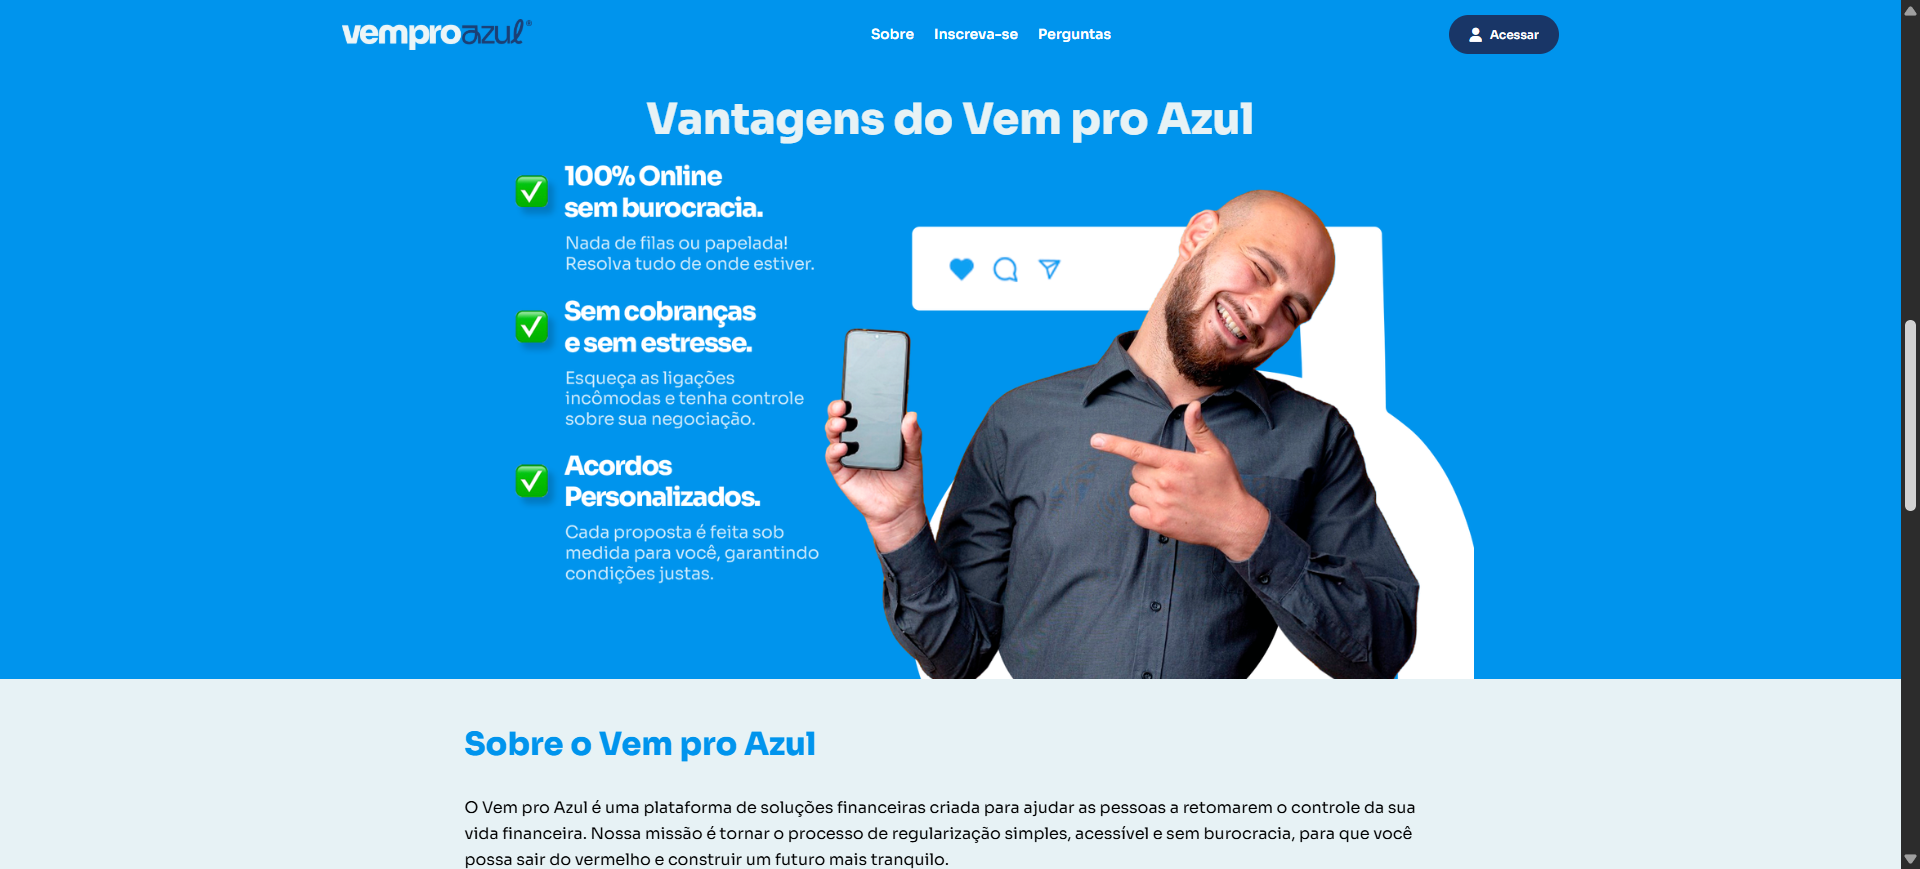 vemproazul®
Sobre
Inscreva-se
Perguntas
Acessar
Vantagens do Vem pro Azul
100% Online
sem burocracia.
Nada de filas ou papelada!
Resolva tudo de onde estiver.
Sem cobranças
e sem estresse.
Esqueça as ligações
incômodas e tenha controle
sobre sua negociação.
Acordos
Personalizados.
Cada proposta é feita sob
medida para você, garantindo
condições justas.
Sobre o Vem pro Azul
O Vem pro Azul é uma plataforma de soluções financeiras criada para ajudar as pessoas a retomarem o controle da sua
vida financeira. Nossa missão é tornar o processo de regularização simples, acessível e sem burocracia, para que você
possa sair do vermelho e construir um futuro mais tranquilo.